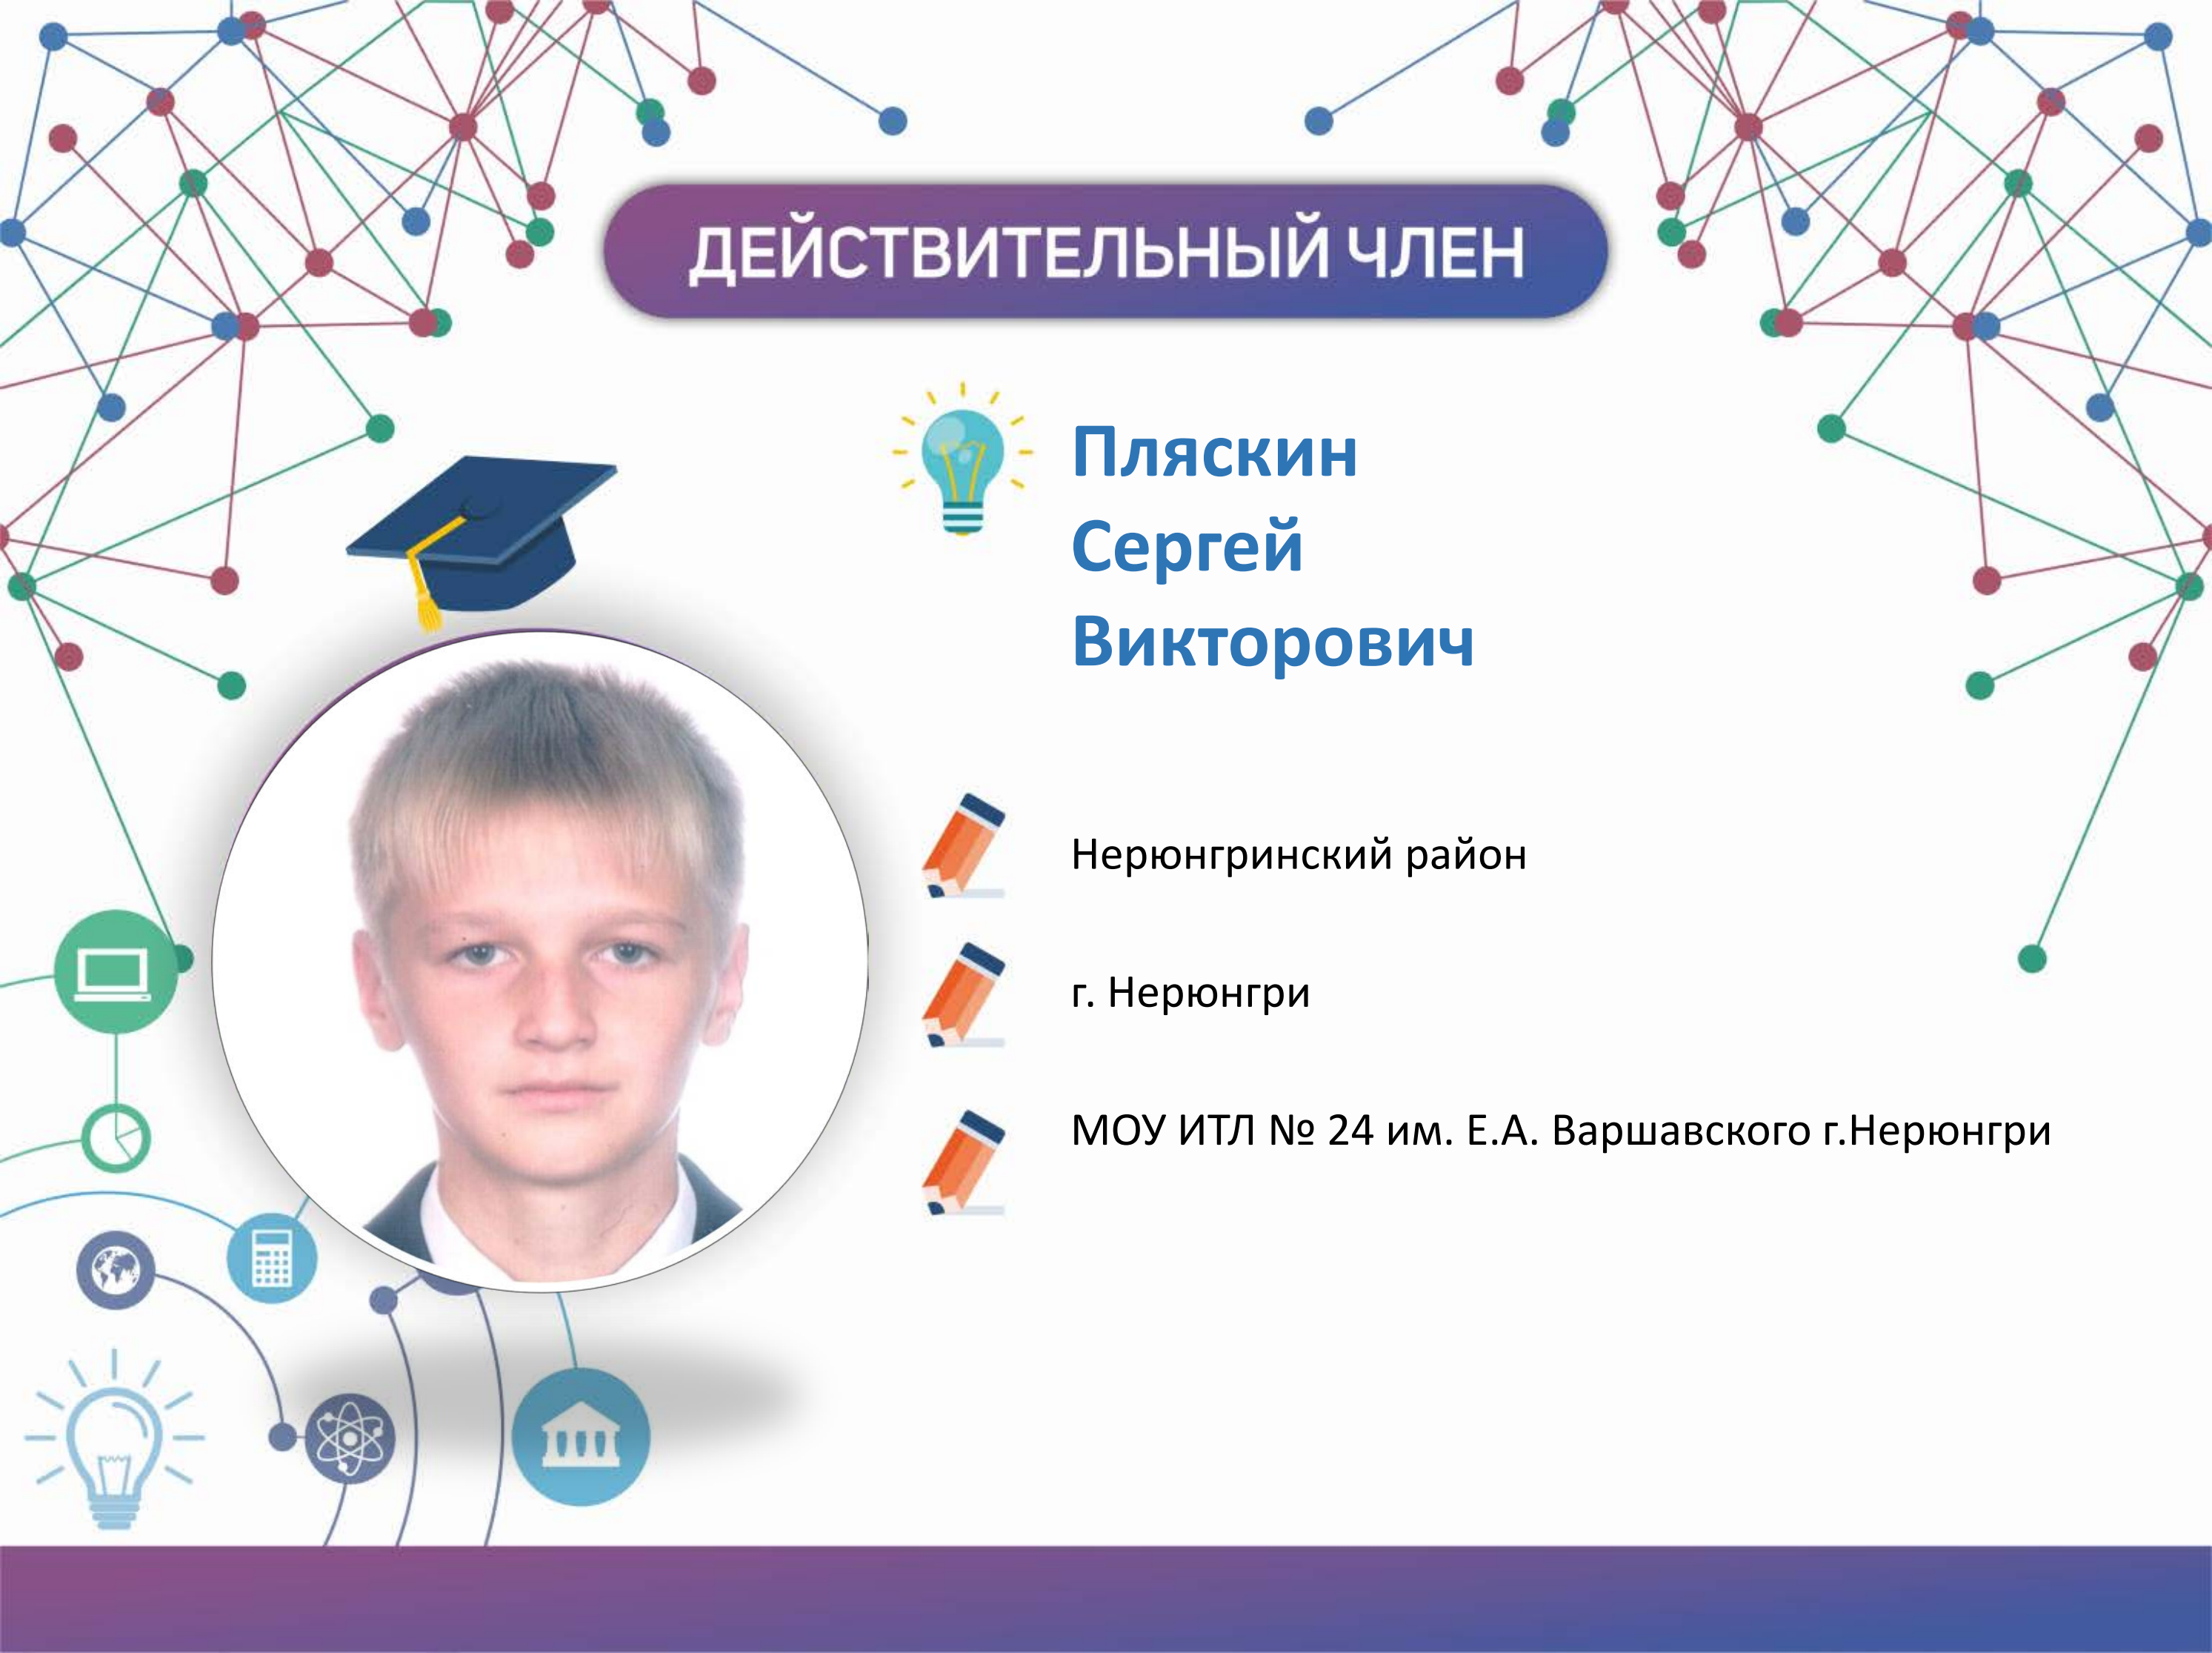 ДЕЙСТВИТЕЛЬНЫЙ ЧЛЕН
Пляскин
Сергей
Викторович
Нерюнгринский район
г. Нерюнгри
МОУ ИТЛ № 24 им. Е.А. Варшавского г.Нерюнгри